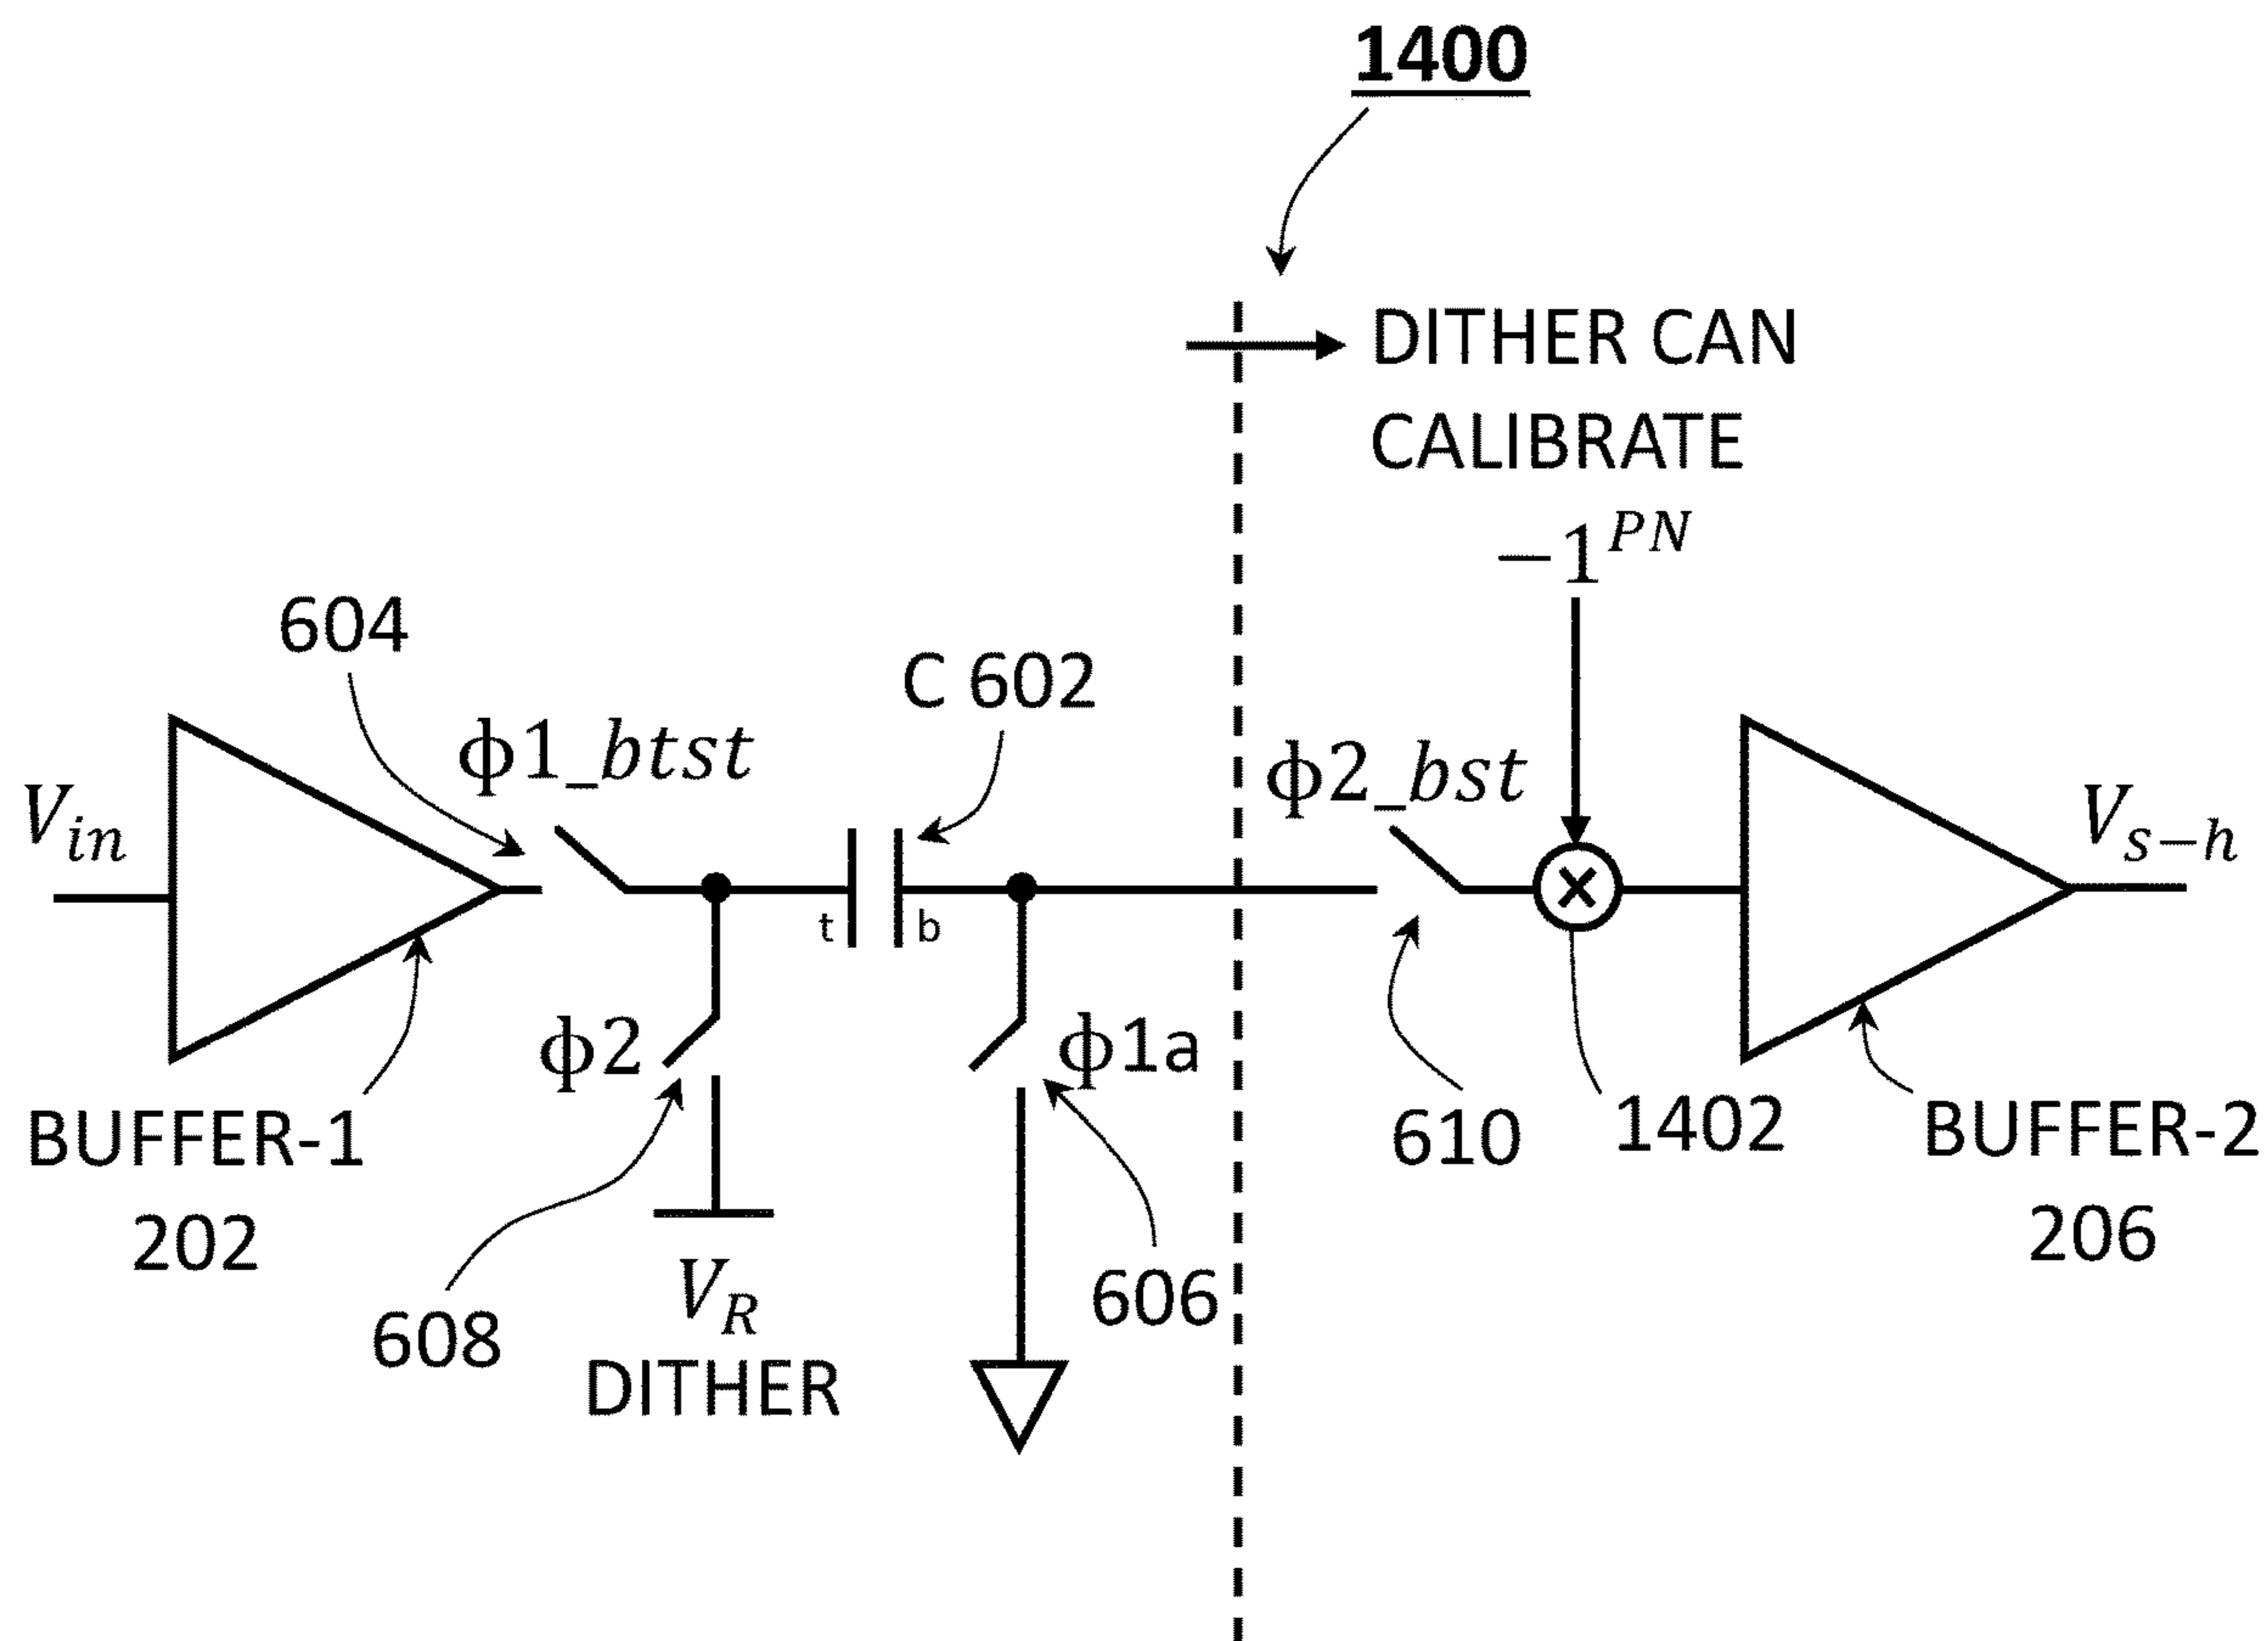 1400
DITHER CAN
CALIBRATE
−1^PN
604
C 602
ϕ1_btst
ϕ2_bst
V_in
V_s−h
t
b
×
ϕ2
ϕ1a
BUFFER-1
202
610
1402
BUFFER-2
206
608
V_R
DITHER
606